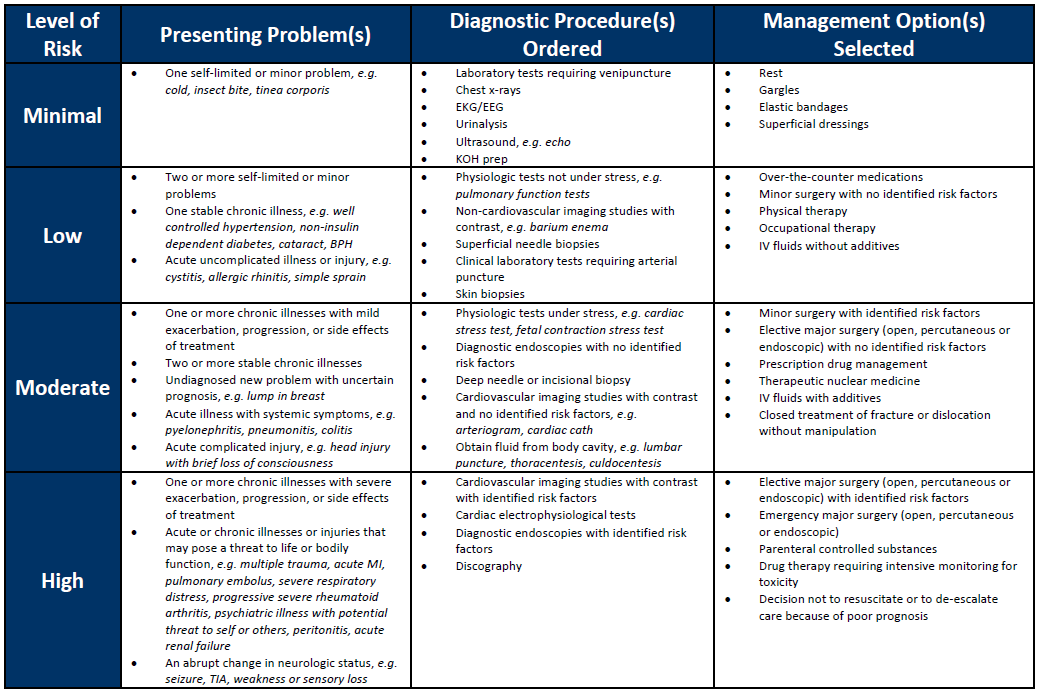 Level of
Risk
Presenting Problem(s)
Diagnostic Procedure(s)
Ordered
Management Option(s)
Selected
Minimal
• One self-limited or minor problem, e.g.
cold, insect bite, tinea corporis
• Laboratory tests requiring venipuncture
• Chest x-rays
• EKG/EEG
• Urinalysis
• Ultrasound, e.g. echo
• KOH prep
• Rest
• Gargles
• Elastic bandages
• Superficial dressings
Low
• Two or more self-limited or minor
problems
• One stable chronic illness, e.g. well
controlled hypertension, non-insulin
dependent diabetes, cataract, BPH
• Acute uncomplicated illness or injury, e.g.
cystitis, allergic rhinitis, simple sprain
• Physiologic tests not under stress, e.g.
pulmonary function tests
• Non-cardiovascular imaging studies with
contrast, e.g. barium enema
• Superficial needle biopsies
• Clinical laboratory tests requiring arterial
puncture
• Skin biopsies
• Over-the-counter medications
• Minor surgery with no identified risk factors
• Physical therapy
• Occupational therapy
• IV fluids without additives
Moderate
• One or more chronic illnesses with mild
exacerbation, progression, or side effects
of treatment
• Two or more stable chronic illnesses
• Undiagnosed new problem with uncertain
prognosis, e.g. lump in breast
• Acute illness with systemic symptoms, e.g.
pyelonephritis, pneumonitis, colitis
• Acute complicated injury, e.g. head injury
with brief loss of consciousness
• Physiologic tests under stress, e.g. cardiac
stress test, fetal contraction stress test
• Diagnostic endoscopies with no identified
risk factors
• Deep needle or incisional biopsy
• Cardiovascular imaging studies with contrast
and no identified risk factors, e.g.
arteriogram, cardiac cath
• Obtain fluid from body cavity, e.g. lumbar
puncture, thoracentesis, culdocentesis
• Minor surgery with identified risk factors
• Elective major surgery (open, percutaneous or
endoscopic) with no identified risk factors
• Prescription drug management
• Therapeutic nuclear medicine
• IV fluids with additives
• Closed treatment of fracture or dislocation
without manipulation
High
• One or more chronic illnesses with severe
exacerbation, progression, or side effects
of treatment
• Acute or chronic illnesses or injuries that
may pose a threat to life or bodily
function, e.g. multiple trauma, acute MI,
pulmonary embolus, severe respiratory
distress, progressive severe rheumatoid
arthritis, psychiatric illness with potential
threat to self or others, peritonitis, acute
renal failure
• An abrupt change in neurologic status, e.g.
seizure, TIA, weakness or sensory loss
• Cardiovascular imaging studies with contrast
with identified risk factors
• Cardiac electrophysiological tests
• Diagnostic endoscopies with identified risk
factors
• Discography
• Elective major surgery (open, percutaneous or
endoscopic) with identified risk factors
• Emergency major surgery (open, percutaneous
or endoscopic)
• Parenteral controlled substances
• Drug therapy requiring intensive monitoring for
toxicity
• Decision not to resuscitate or to de-escalate
care because of poor prognosis